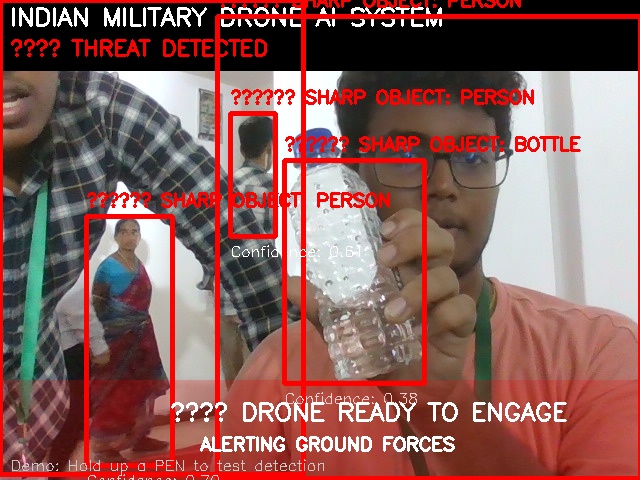 SHARP OBJECT: PERSON
INDIAN MILITARY DRONE AI SYSTEM
???? THREAT DETECTED
?????? SHARP OBJECT: PERSON
?????? SHARP OBJECT: BOTTLE
?????? SHARP OBJECT: PERSON
Confidence: 0.61
Confidence: 0.38
???? DRONE READY TO ENGAGE
ALERTING GROUND FORCES
Demo: Hold up a PEN to test detection
Confidence: 0.70